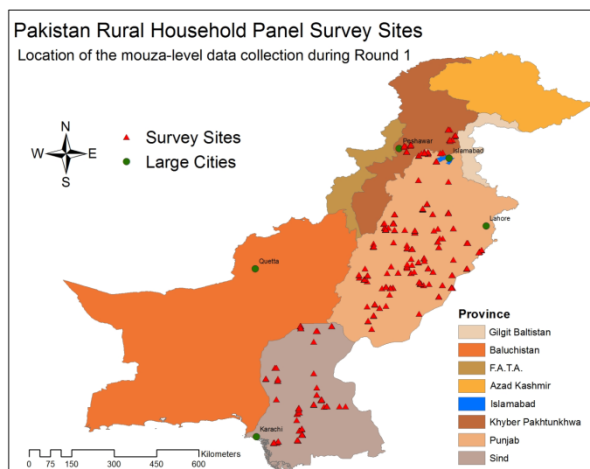 Pakistan Rural Household Panel Survey Sites
Location of the mouza-level data collection during Round 1
N
W E
S
Survey Sites
Large Cities
Peshawar
Islamabad
Lahore
Quetta
Karachi
Province
Gilgit Baltistan
Baluchistan
F.A.T.A.
Azad Kashmir
Islamabad
Khyber Pakhtunkhwa
Punjab
Sind
Kilometers
0 75 150 300 450 600